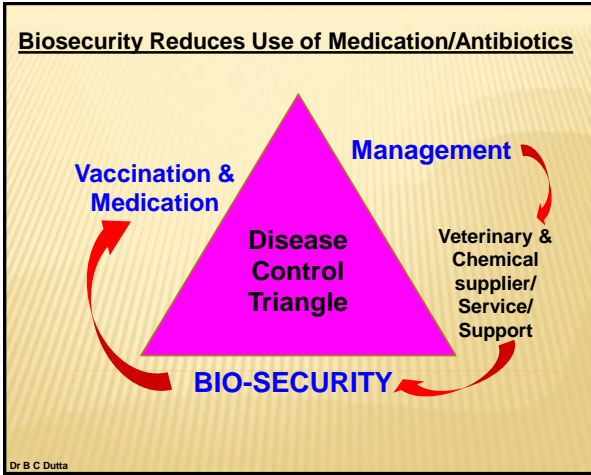 Biosecurity Reduces Use of Medication/Antibiotics
Management
Vaccination &
Medication
Disease
Control
Triangle
Veterinary &
Chemical
supplier/
Service/
Support
BIO-SECURITY
Dr B C Dutta